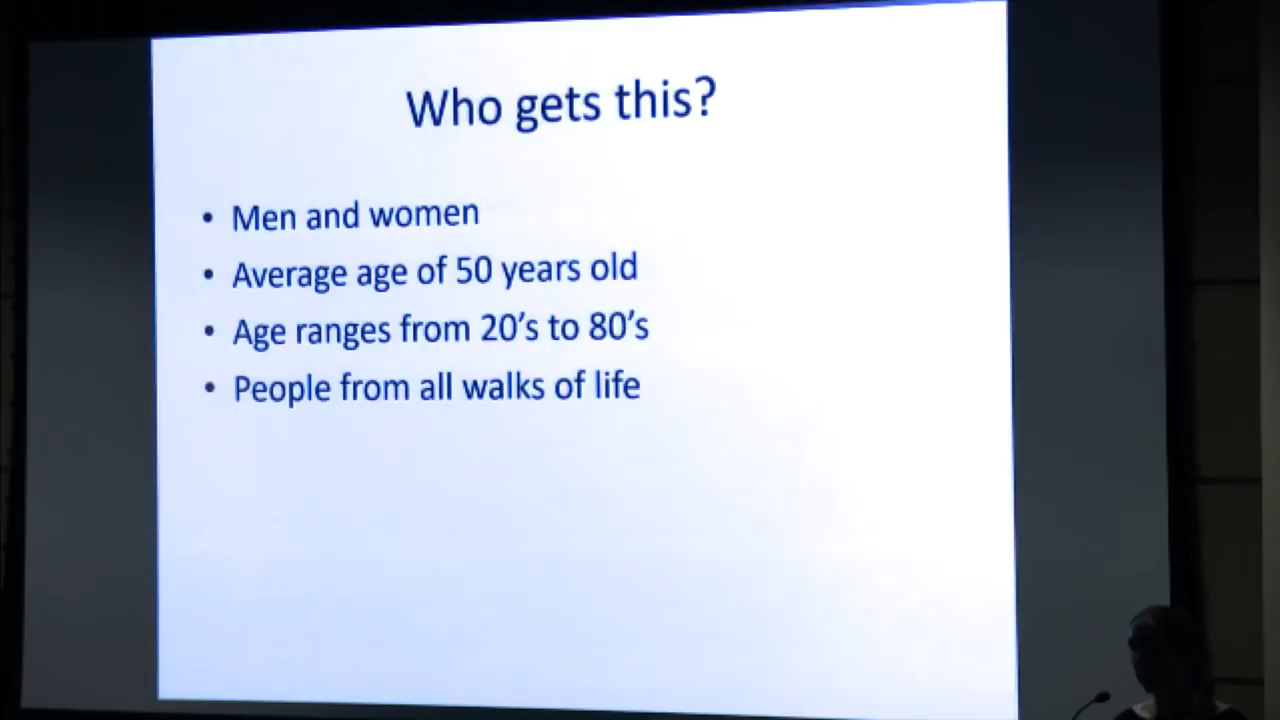 Who gets this?
• Men and women
• Average age of 50 years old
• Age ranges from 20's to 80's
• People from all walks of life